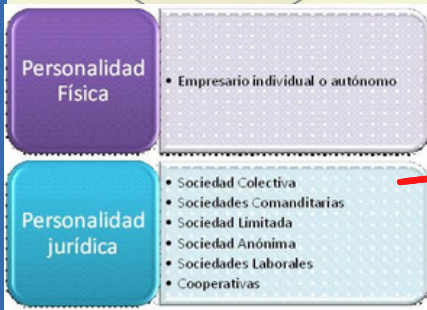 Personalidad
Física
• Empresario individual o autónomo
Personalidad
jurídica
• Sociedad Colectiva
• Sociedades Comanditarias
• Sociedad Limitada
• Sociedad Anónima
• Sociedades Laborales
• Cooperativas